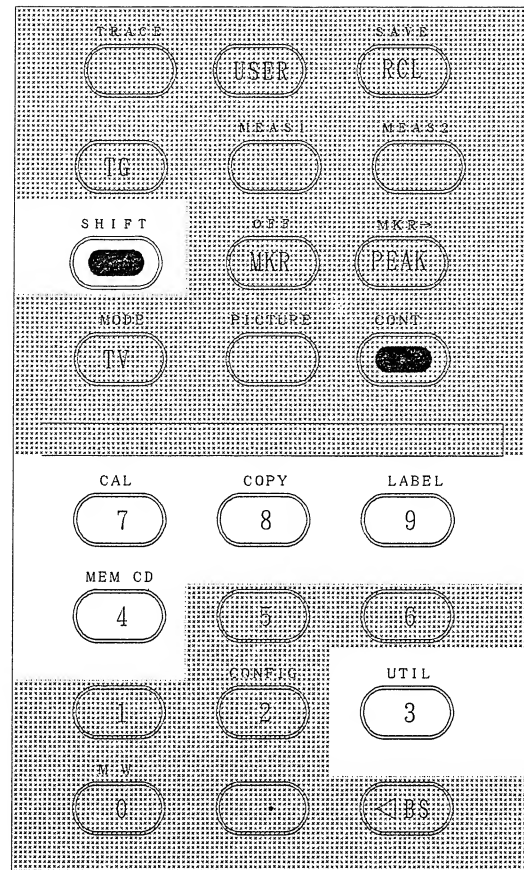 TRACE SAVE
USER RCL
MEAS1 MEAS2
TG
SHIFT OFF MKR→
MKR PEAK
MODE PICTURE CONT
TV
CAL COPY LABEL
7 8 9
MEM CD
4 5 6
CONFIG UTIL
1 2 3
M/W
0 . ◁BS